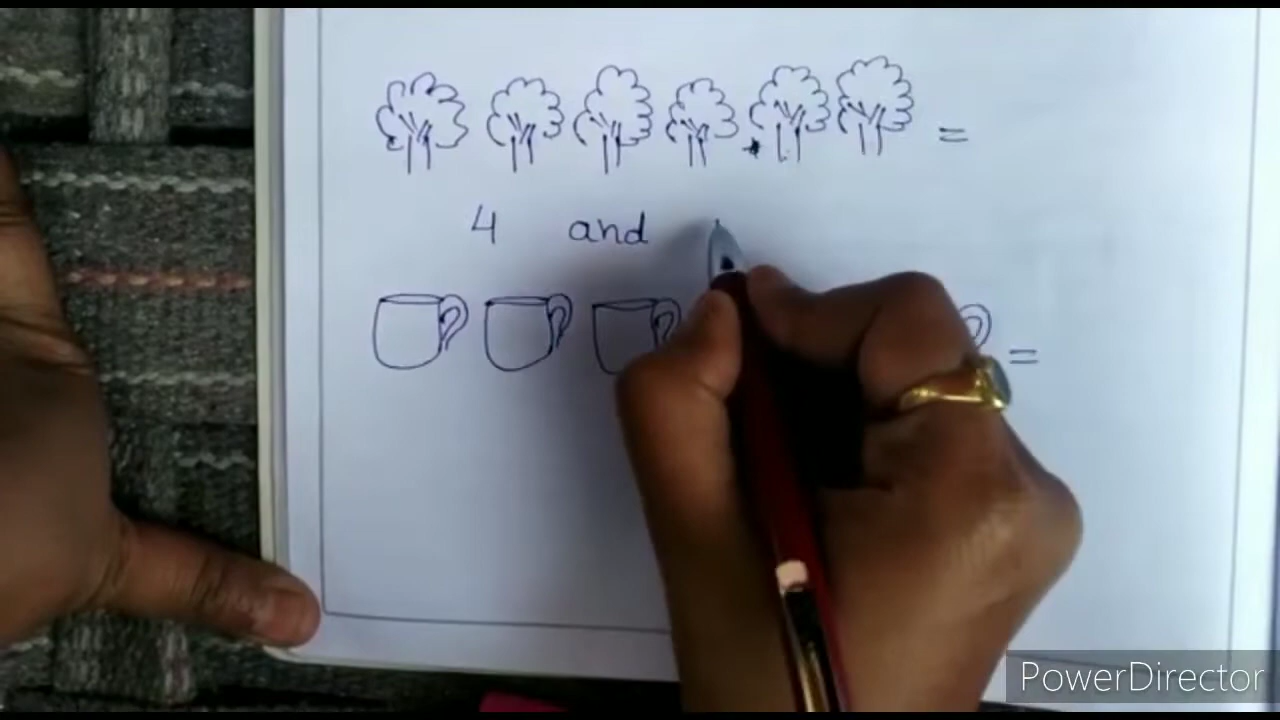 =
4 and
=
PowerDirector